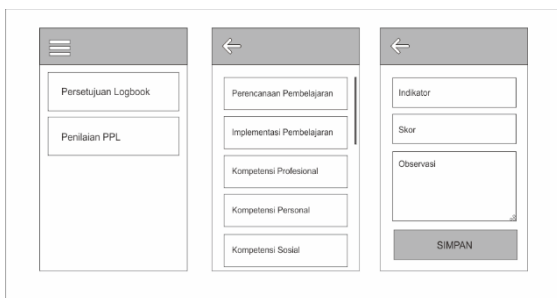 Persetujuan Logbook
Penilaian PPL
Perencanaan Pembelajaran
Implementasi Pembelajaran
Kompetensi Profesional
Kompetensi Personal
Kompetensi Sosial
Indikator
Skor
Observasi
SIMPAN